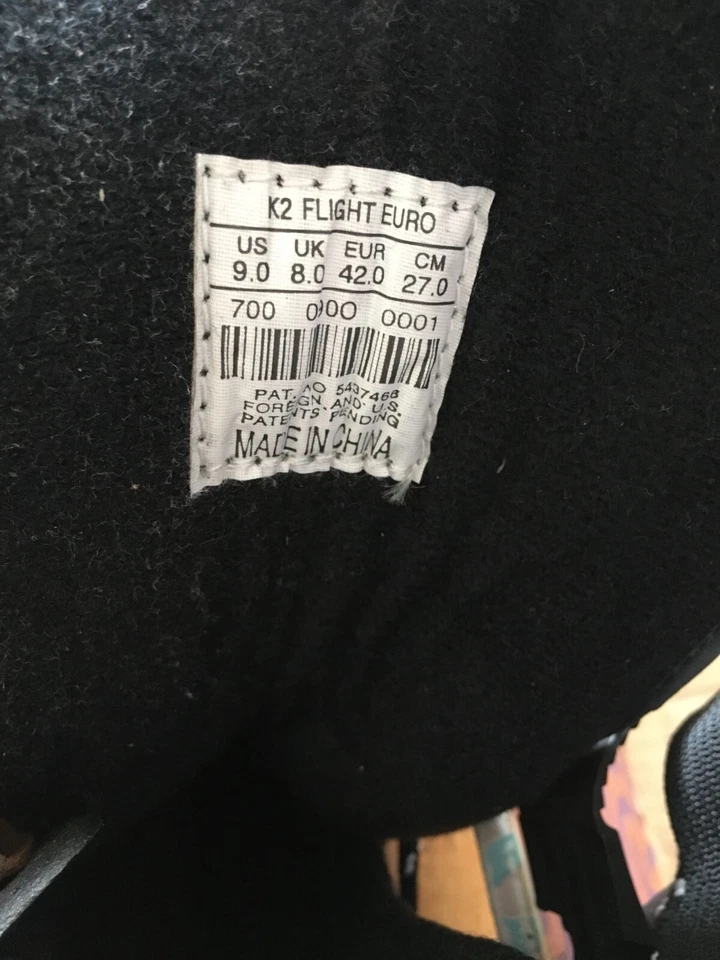 K2 FLIGHT EURO
US UK EUR CM
9.0 8.0 42.0 27.0
700 0900 0001
PAT. NO 5437466
FOREIGN AND U.S.
PATENTS PENDING
MADE IN CHINA